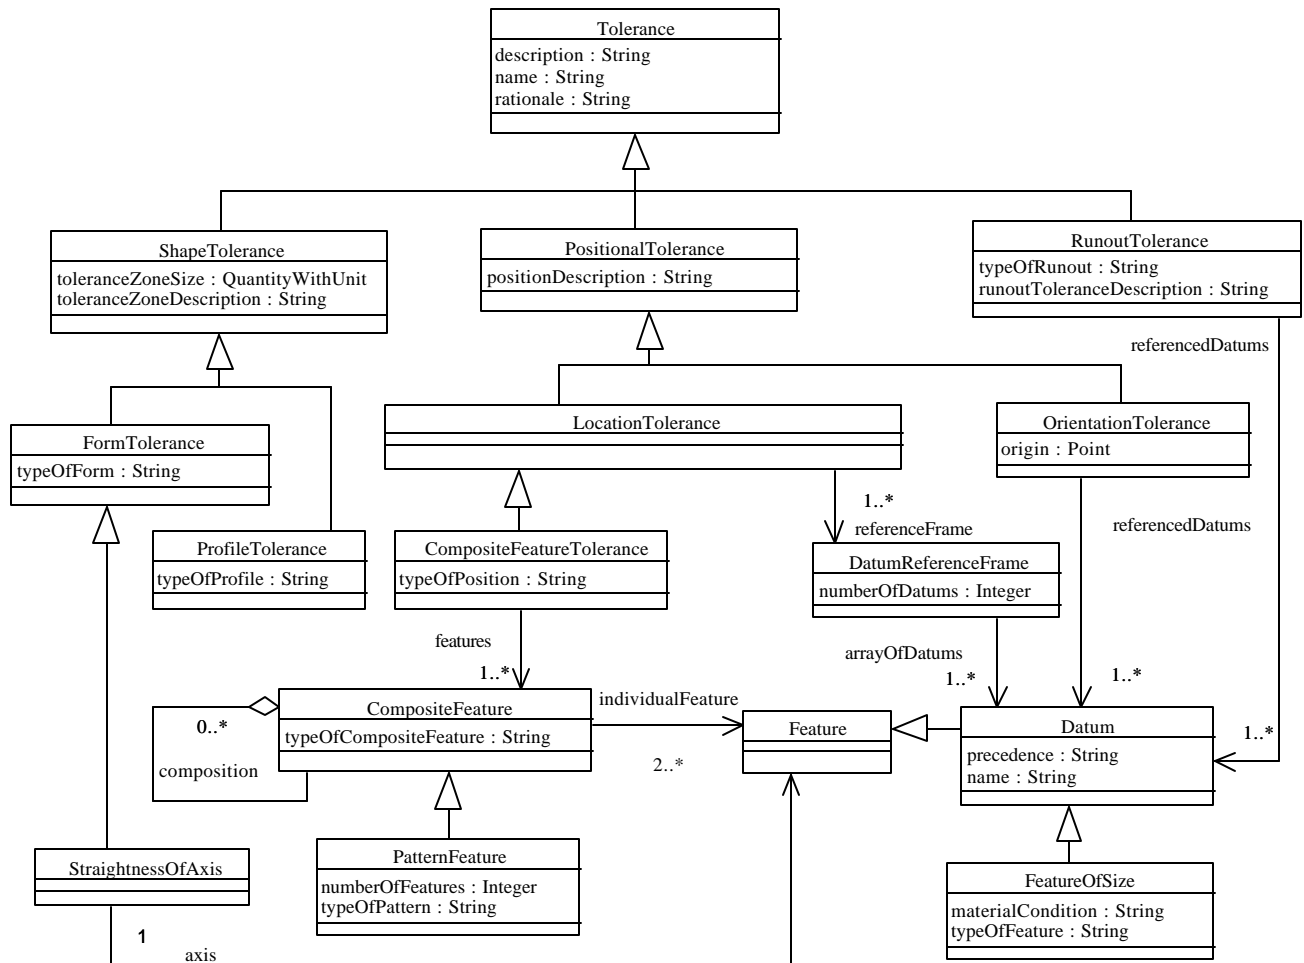 Tolerance
description : String
name : String
rationale : String
ShapeTolerance
toleranceZoneSize : QuantityWithUnit
toleranceZoneDescription : String
PositionalTolerance
positionDescription : String
RunoutTolerance
typeOfRunout : String
runoutToleranceDescription : String
referencedDatums
FormTolerance
typeOfForm : String
LocationTolerance
OrientationTolerance
origin : Point
1..*
referenceFrame
referencedDatums
ProfileTolerance
typeOfProfile : String
CompositeFeatureTolerance
typeOfPosition : String
DatumReferenceFrame
numberOfDatums : Integer
features
1..*
arrayOfDatums
1..*
1..*
CompositeFeature
typeOfCompositeFeature : String
0..*
composition
individualFeature
2..*
Feature
Datum
precedence : String
name : String
1..*
StraightnessOfAxis
PatternFeature
numberOfFeatures : Integer
typeOfPattern : String
FeatureOfSize
materialCondition : String
typeOfFeature : String
1
axis